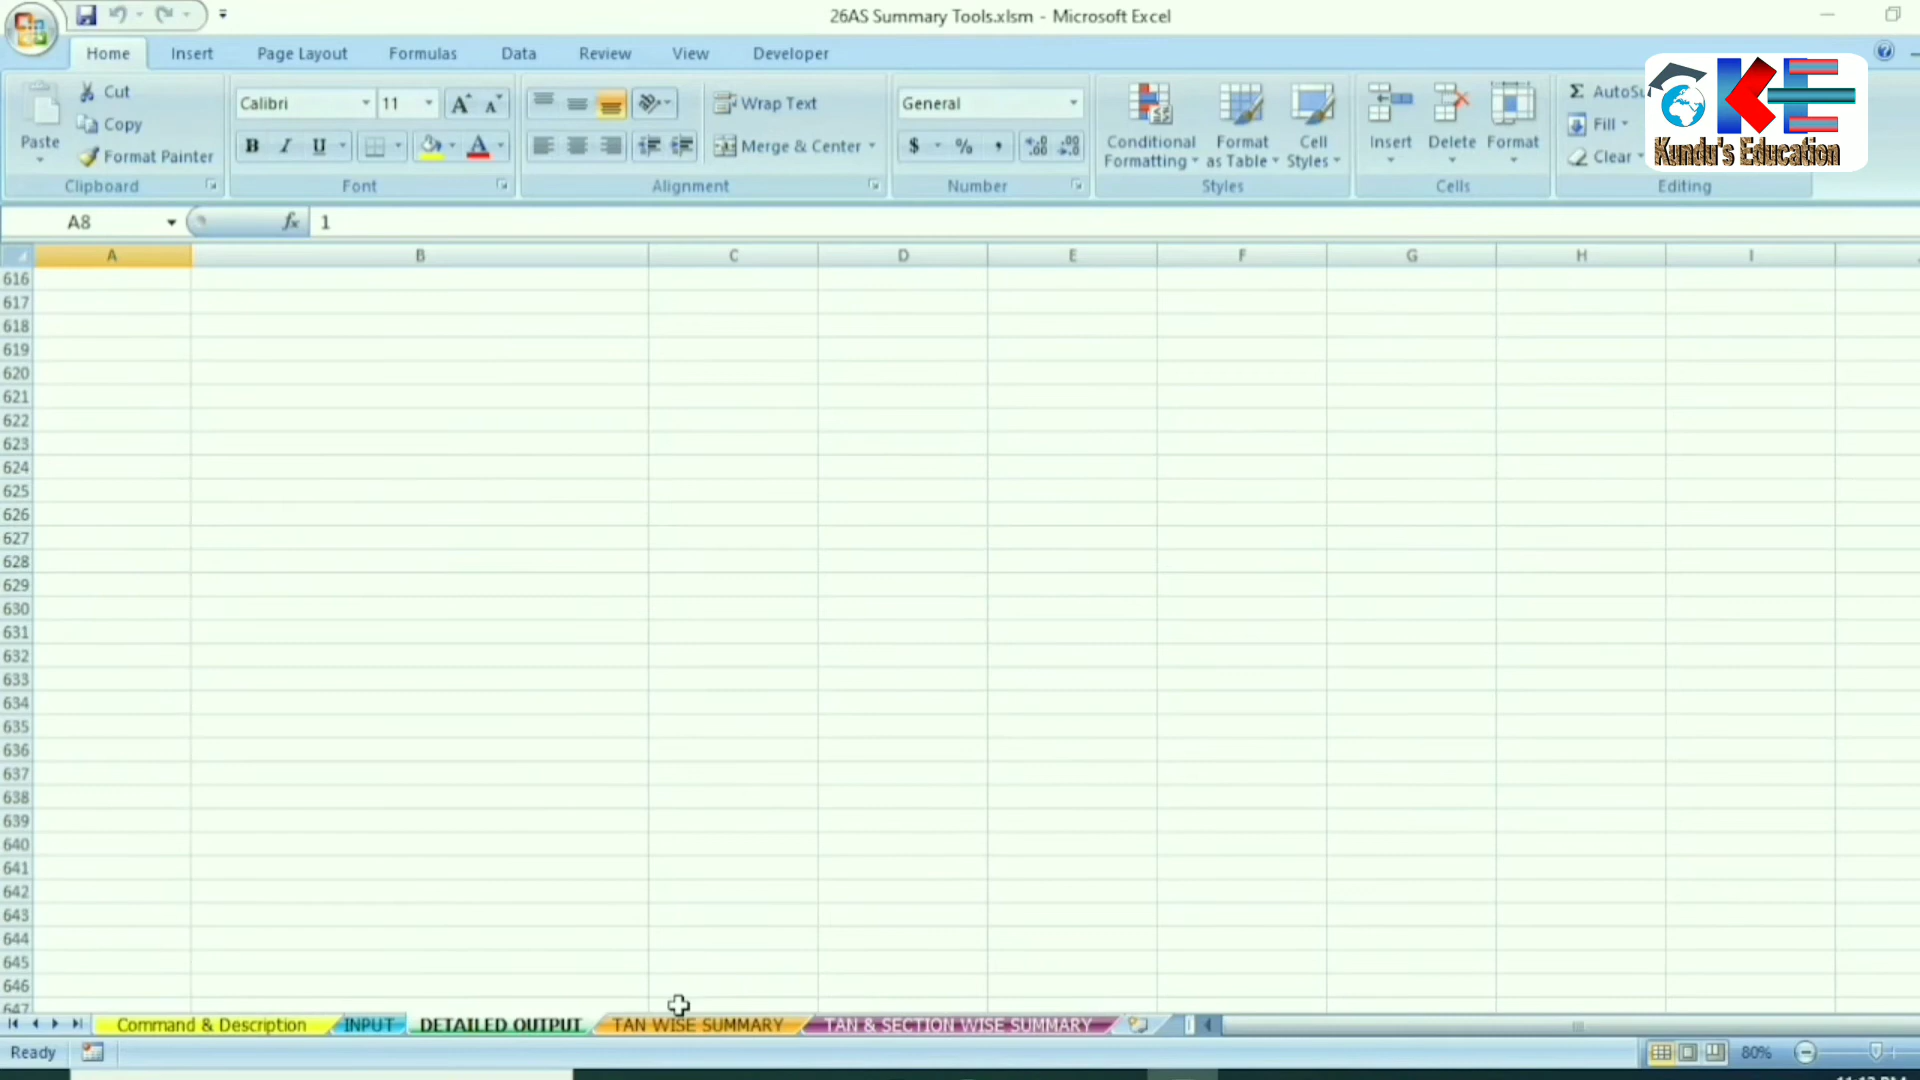 26AS Summary Tools.xlsm - Microsoft Excel
Home Insert Page Layout Formulas Data Review View Developer
Cut
Copy
Format Painter
Paste
Clipboard
Calibri 11
B I U
Font
Wrap Text
Merge & Center
Alignment
General
$ % ,
Number
Conditional Formatting
Format as Table
Cell Styles
Styles
Insert Delete Format
Cells
Σ AutoSu
Fill
Clear
Editing
KE
Kundu's Education
A8 fx 1
A B C D E F G H I
616
617
618
619
620
621
622
623
624
625
626
627
628
629
630
631
632
633
634
635
636
637
638
639
640
641
642
643
644
645
646
647
Command & Description INPUT DETAILED OUTPUT TAN WISE SUMMARY TAN & SECTION WISE SUMMARY
Ready 80%